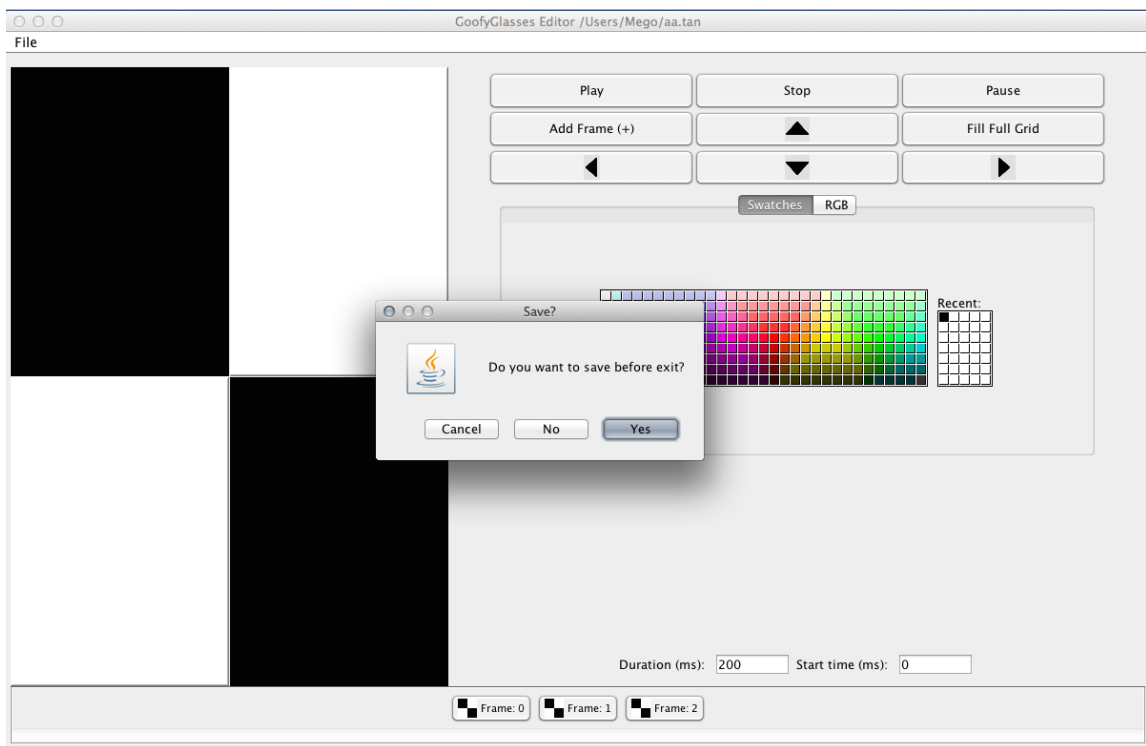 GoofyGlasses Editor /Users/Mego/aa.tan
File
Play
Stop
Pause
Add Frame (+)
Fill Full Grid
Swatches
RGB
Recent:
Save?
Do you want to save before exit?
Cancel
No
Yes
Duration (ms): 200
Start time (ms): 0
Frame: 0
Frame: 1
Frame: 2